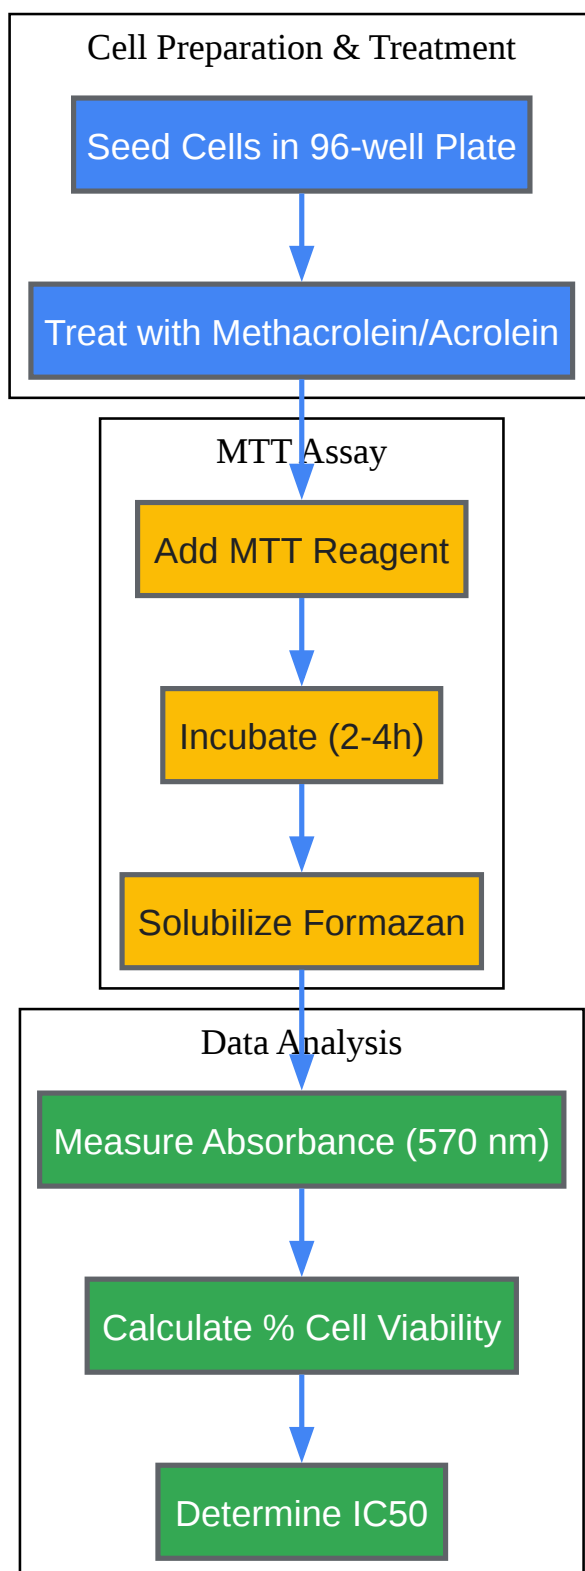 Cell Preparation & Treatment
Seed Cells in 96-well Plate
Treat with Methacrolein/Acrolein
MTT Assay
Add MTT Reagent
Incubate (2-4h)
Solubilize Formazan
Data Analysis
Measure Absorbance (570 nm)
Calculate % Cell Viability
Determine IC50